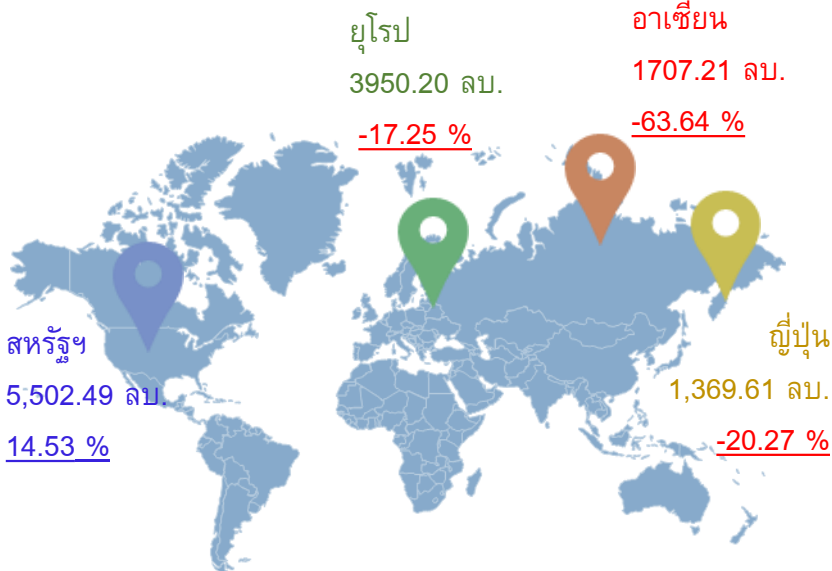 ยุโรป
3950.20 ลบ.
-17.25 %
อาเซียน
1707.21 ลบ.
-63.64 %
สหรัฐฯ
5,502.49 ลบ.
14.53 %
ญี่ปุ่น
1,369.61 ลบ.
-20.27 %